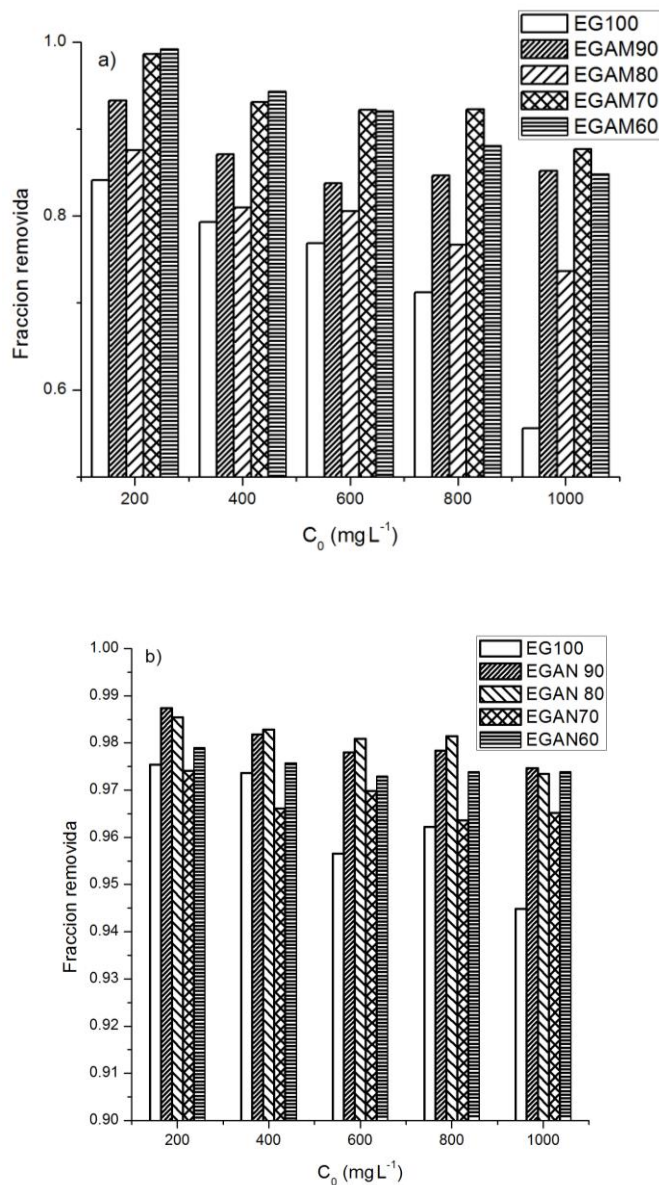 a)
EG100
EGAM90
EGAM80
EGAM70
EGAM60
1.0
0.8
0.6
Fraccion removida
200 400 600 800 1000
C₀ (mg L⁻¹)
b)
EG100
EGAN 90
EGAN 80
EGAN70
EGAN60
1.00
0.99
0.98
0.97
0.96
0.95
0.94
0.93
0.92
0.91
0.90
Fraccion removida
200 400 600 800 1000
C₀ (mg L⁻¹)